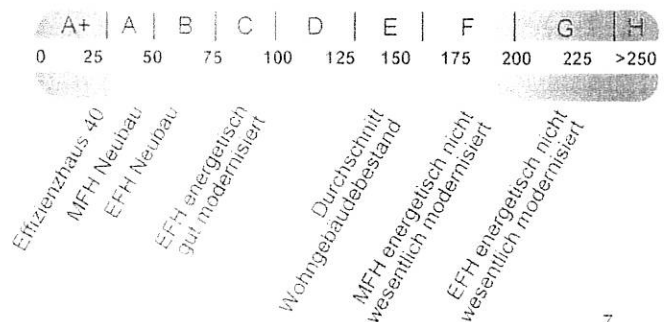 A+ | A | B | C | D | E | F | G | H
0 25 50 75 100 125 150 175 200 225 >250
Effizienzhaus 40
MFH Neubau
EFH Neubau
EFH energetisch
gut modernisiert
Durchschnitt
Wohngebäudebestand
MFH energetisch nicht
wesentlich modernisiert
EFH energetisch nicht
wesentlich modernisiert